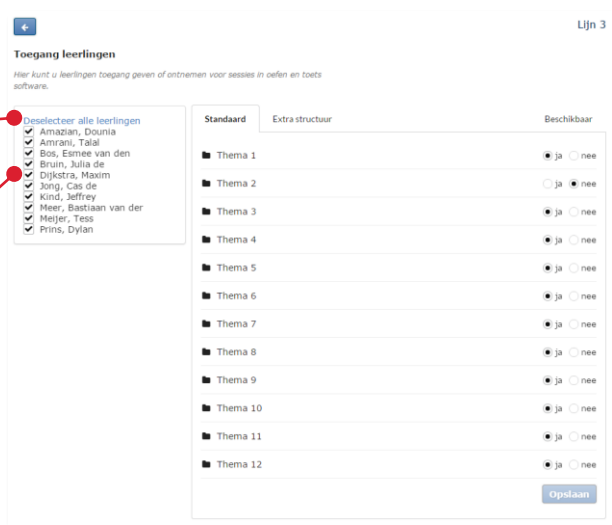 Lijn 3
Toegang leerlingen
Hier kunt u leerlingen toegang geven of ontnemen voor sessies in oefen en toets
software.
Deselecteer alle leerlingen
Amazian, Dounia
Amrani, Talal
Bos, Esmee van den
Bruin, Julia de
Dijkstra, Maxim
Jong, Cas de
Kind, Jeffrey
Meer, Bastiaan van der
Meijer, Tess
Prins, Dylan
Standaard Extra structuur Beschikbaar
Thema 1 ja nee
Thema 2 ja nee
Thema 3 ja nee
Thema 4 ja nee
Thema 5 ja nee
Thema 6 ja nee
Thema 7 ja nee
Thema 8 ja nee
Thema 9 ja nee
Thema 10 ja nee
Thema 11 ja nee
Thema 12 ja nee
Opslaan